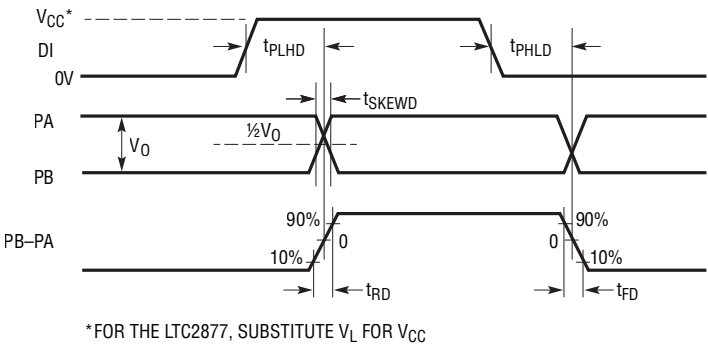 VCC*
DI
tPLHD
tPHLD
0V
tSKEWD
PA
½VO
VO
PB
90%
90%
PB–PA
0
0
10%
10%
tRD
tFD
*FOR THE LTC2877, SUBSTITUTE VL FOR VCC